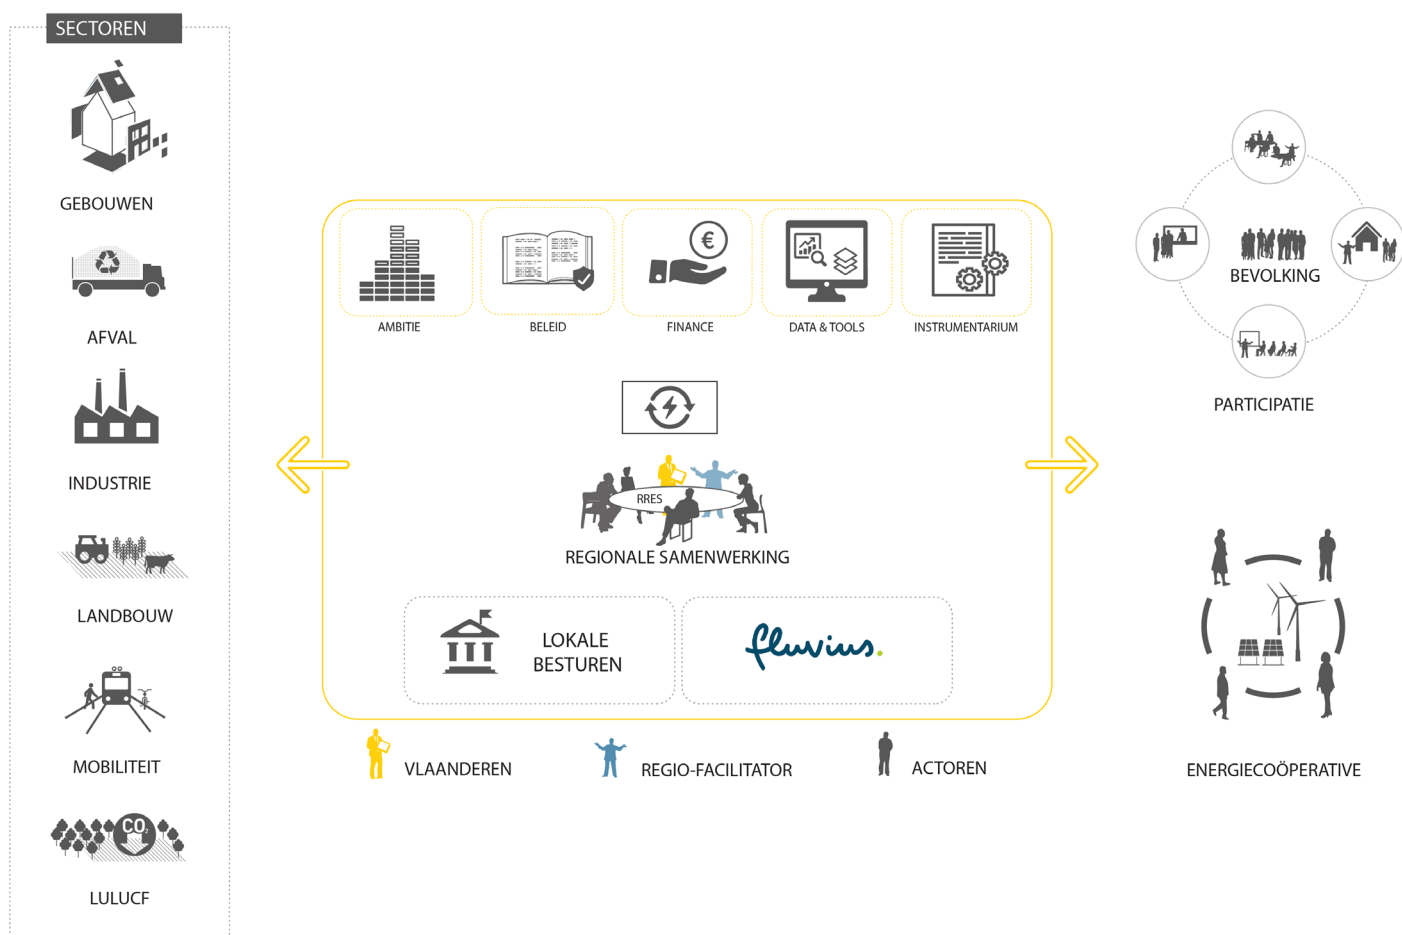 SECTOREN
GEBOUWEN
AFVAL
INDUSTRIE
LANDBOUW
MOBILITEIT
CO₂
LULUCF
€
AMBITIE
BELEID
FINANCE
DATA & TOOLS
INSTRUMENTARIUM
RRES
REGIONALE SAMENWERKING
LOKALE
BESTUREN
fluvius.
VLAANDEREN
REGIO-FACILITATOR
ACTOREN
BEVOLKING
PARTICIPATIE
ENERGIECOÖPERATIVE